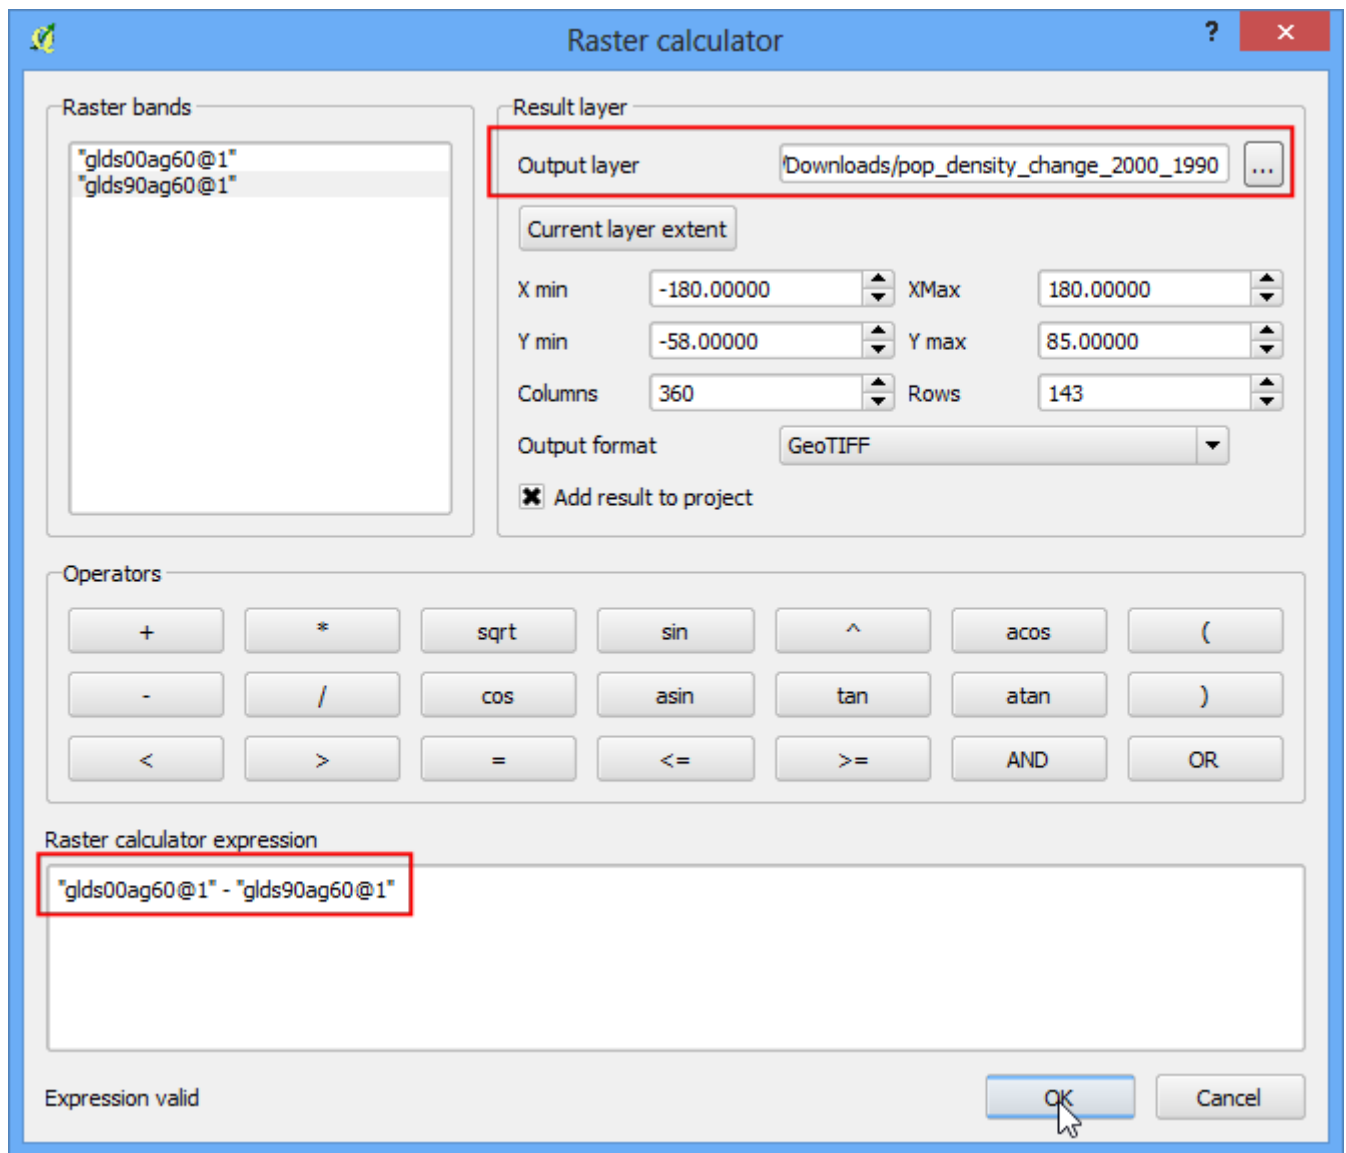 Raster calculator
?
Raster bands
"glds00ag60@1"
"glds90ag60@1"
Result layer
Output layer /Downloads/pop_density_change_2000_1990 ...
Current layer extent
X min -180.00000 XMax 180.00000
Y min -58.00000 Y max 85.00000
Columns 360 Rows 143
Output format GeoTIFF
Add result to project
Operators
+ * sqrt sin ^ acos (
- / cos asin tan atan )
< > = <= >= AND OR
Raster calculator expression
"glds00ag60@1" - "glds90ag60@1"
Expression valid
OK Cancel